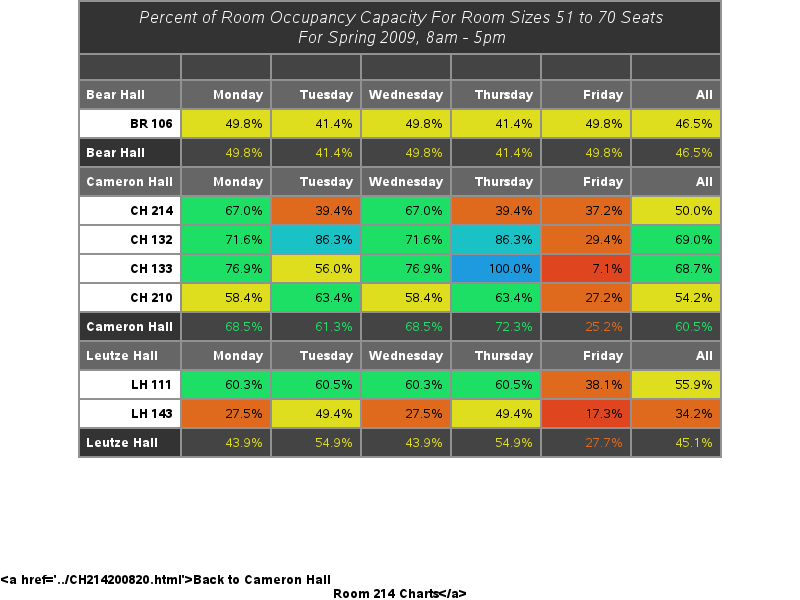 Percent of Room Occupancy Capacity For Room Sizes 51 to 70 Seats
For Spring 2009, 8am - 5pm
Bear Hall Monday Tuesday Wednesday Thursday Friday All
BR 106 49.8% 41.4% 49.8% 41.4% 49.8% 46.5%
Bear Hall 49.8% 41.4% 49.8% 41.4% 49.8% 46.5%
Cameron Hall Monday Tuesday Wednesday Thursday Friday All
CH 214 67.0% 39.4% 67.0% 39.4% 37.2% 50.0%
CH 132 71.6% 86.3% 71.6% 86.3% 29.4% 69.0%
CH 133 76.9% 56.0% 76.9% 100.0% 7.1% 68.7%
CH 210 58.4% 63.4% 58.4% 63.4% 27.2% 54.2%
Cameron Hall 68.5% 61.3% 68.5% 72.3% 25.2% 60.5%
Leutze Hall Monday Tuesday Wednesday Thursday Friday All
LH 111 60.3% 60.5% 60.3% 60.5% 38.1% 55.9%
LH 143 27.5% 49.4% 27.5% 49.4% 17.3% 34.2%
Leutze Hall 43.9% 54.9% 43.9% 54.9% 27.7% 45.1%
<a href='../CH214200820.html'>Back to Cameron Hall
Room 214 Charts</a>